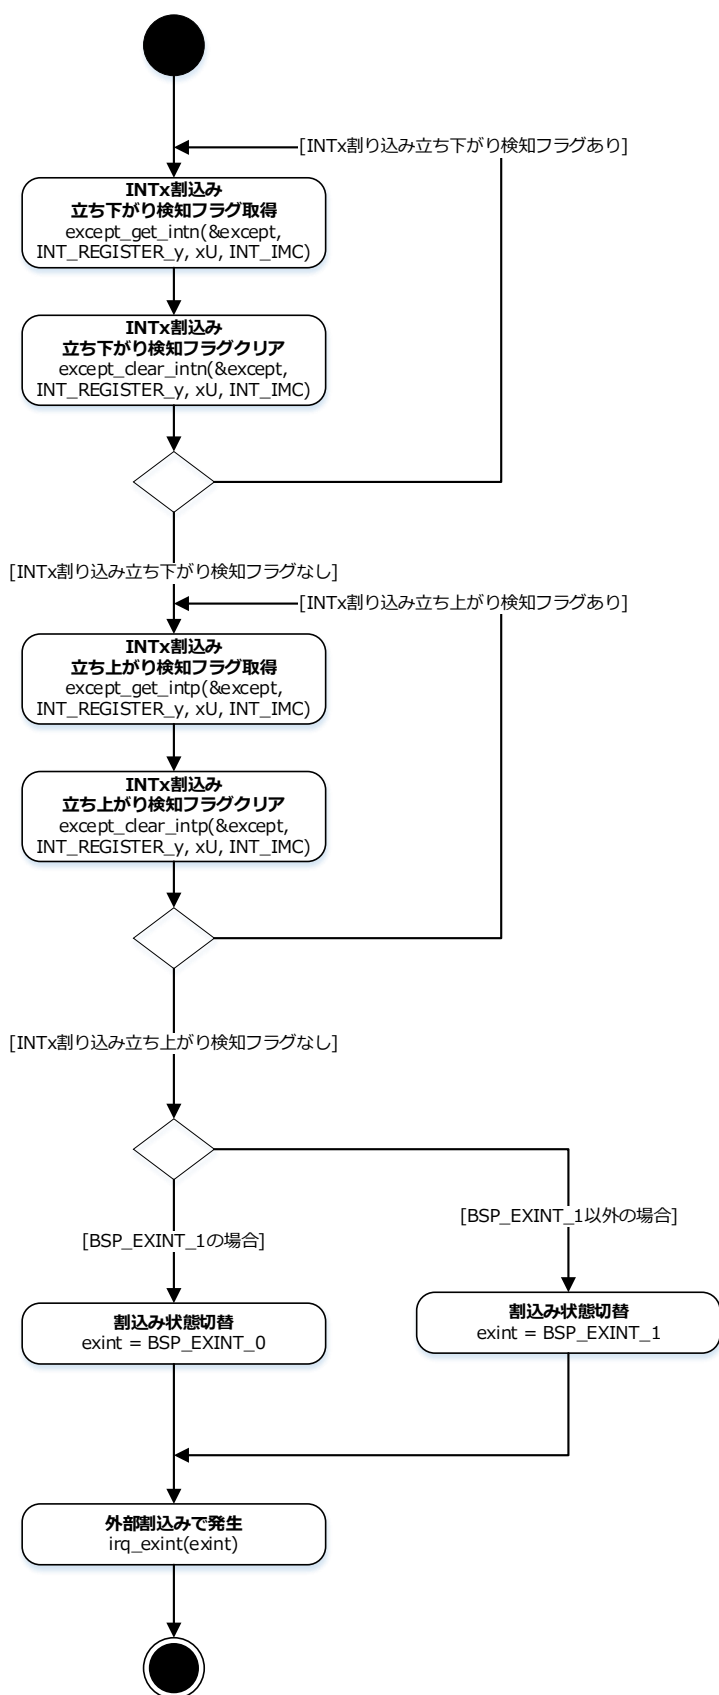 [INTx割り込み立ち下がり検知フラグあり]
INTx割込み
立ち下がり検知フラグ取得
except_get_intn(&except,
INT_REGISTER_y, xU, INT_IMC)
INTx割込み
立ち下がり検知フラグクリア
except_clear_intn(&except,
INT_REGISTER_y, xU, INT_IMC)
[INTx割り込み立ち下がり検知フラグなし]
[INTx割り込み立ち上がり検知フラグあり]
INTx割込み
立ち上がり検知フラグ取得
except_get_intp(&except,
INT_REGISTER_y, xU, INT_IMC)
INTx割込み
立ち上がり検知フラグクリア
except_clear_intp(&except,
INT_REGISTER_y, xU, INT_IMC)
[INTx割り込み立ち上がり検知フラグなし]
[BSP_EXINT_1以外の場合]
[BSP_EXINT_1の場合]
割込み状態切替
exint = BSP_EXINT_0
割込み状態切替
exint = BSP_EXINT_1
外部割込みで発生
irq_exint(exint)